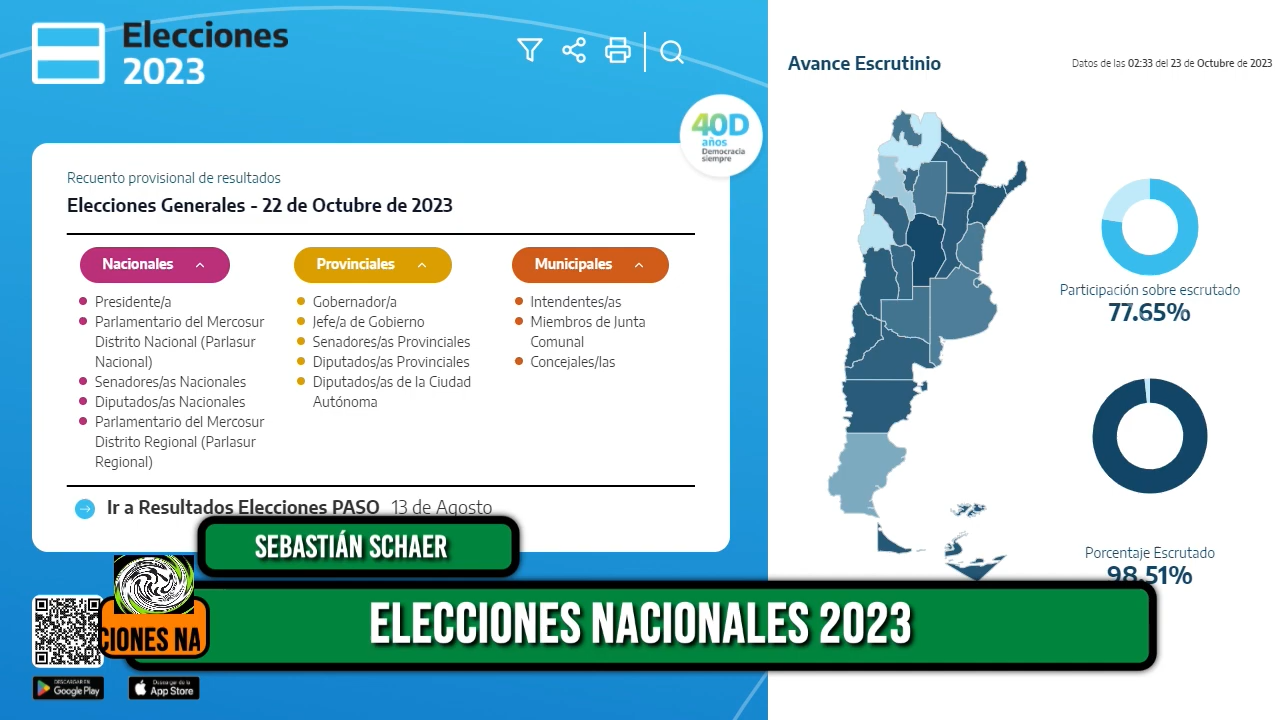 Elecciones
2023
40D
años
Democracia
siempre
Recuento provisional de resultados
Elecciones Generales - 22 de Octubre de 2023
Nacionales
Presidente/a
Parlamentario del Mercosur
Distrito Nacional (Parlasur
Nacional)
Senadores/as Nacionales
Diputados/as Nacionales
Parlamentario del Mercosur
Distrito Regional (Parlasur
Regional)
Provinciales
Gobernador/a
Jefe/a de Gobierno
Senadores/as Provinciales
Diputados/as Provinciales
Diputados/as de la Ciudad
Autónoma
Municipales
Intendentes/as
Miembros de Junta
Comunal
Concejales/las
Ir a Resultados Elecciones PASO 13 de Agosto
Avance Escrutinio
Datos de las 02:33 del 23 de Octubre de 2023
Participación sobre escrutado
77.65%
Porcentaje Escrutado
98.51%
SEBASTIÁN SCHAER
CIONES NA
ELECCIONES NACIONALES 2023
DESCARGAR EN
Google Play
Descargar de la
App Store